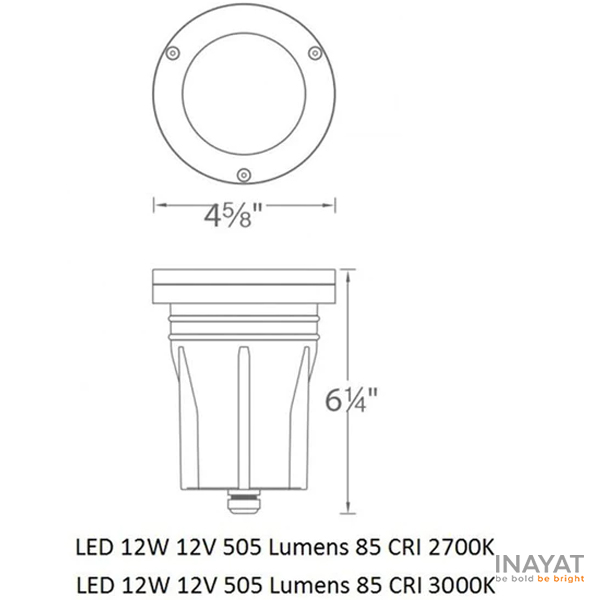 4⅝"
6¼"
LED 12W 12V 505 Lumens 85 CRI 2700K
LED 12W 12V 505 Lumens 85 CRI 3000K
INAYAT
be bold be bright